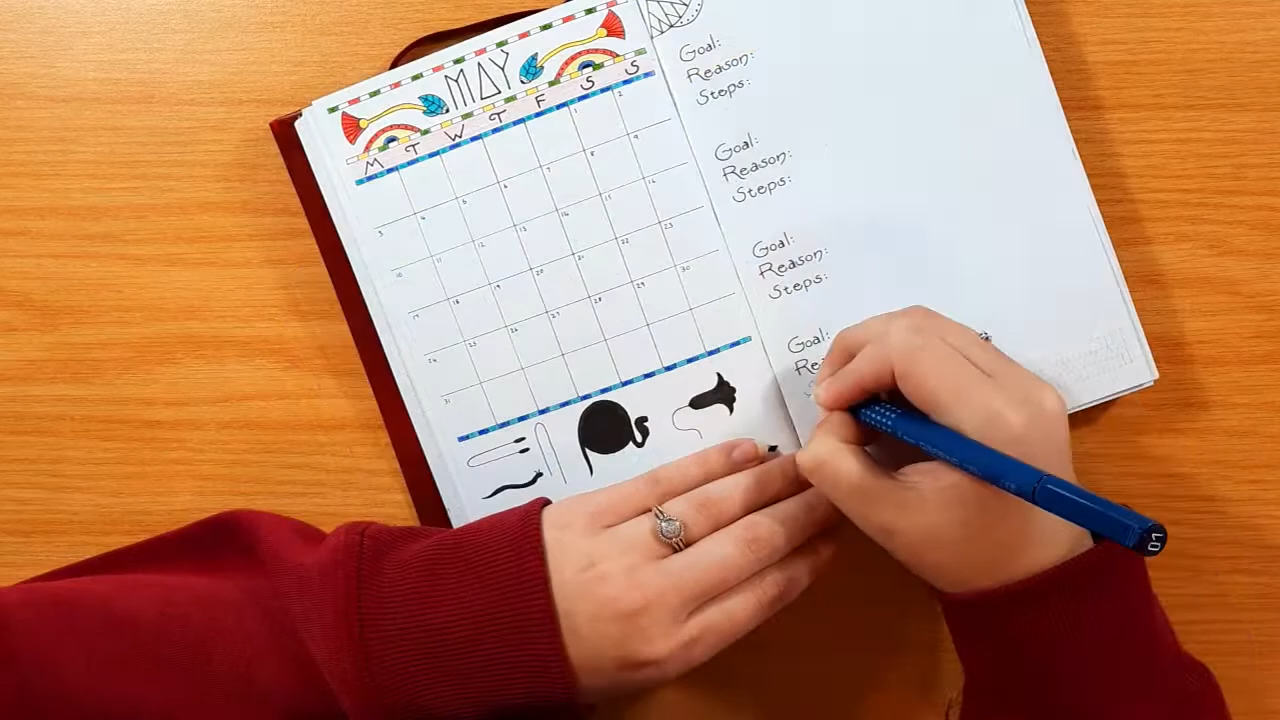 MAY
M T W T F S S
1 2
3 4 5 6 7 8 9
10 11 12 13 14 15 16
17 18 19 20 21 22 23
24 25 26 27 28 29 30
31
Goal:
Reason:
Steps:
Goal:
Reason:
Steps:
Goal:
Reason:
Steps:
Goal:
01